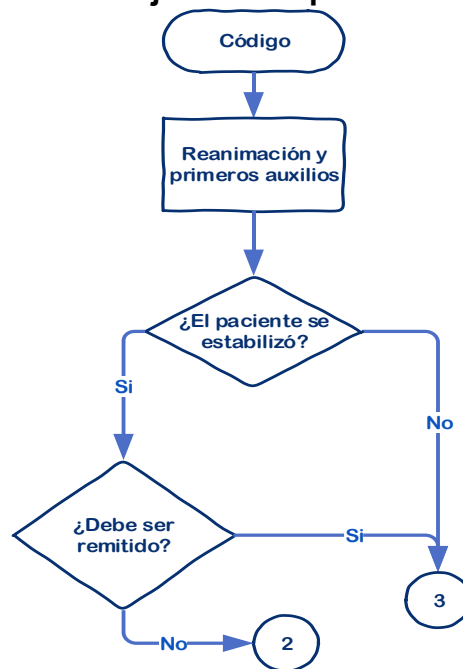 Código
Reanimación y
primeros auxilios
¿El paciente se
estabilizó?
Si
No
¿Debe ser
remitido?
Si
3
No
2